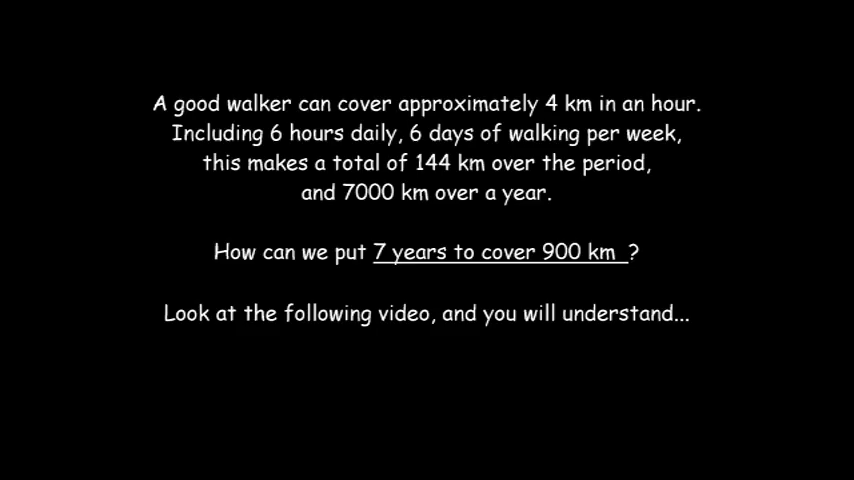 A good walker can cover approximately 4 km in an hour.
Including 6 hours daily, 6 days of walking per week,
this makes a total of 144 km over the period,
and 7000 km over a year.
How can we put 7 years to cover 900 km ?
Look at the following video, and you will understand...